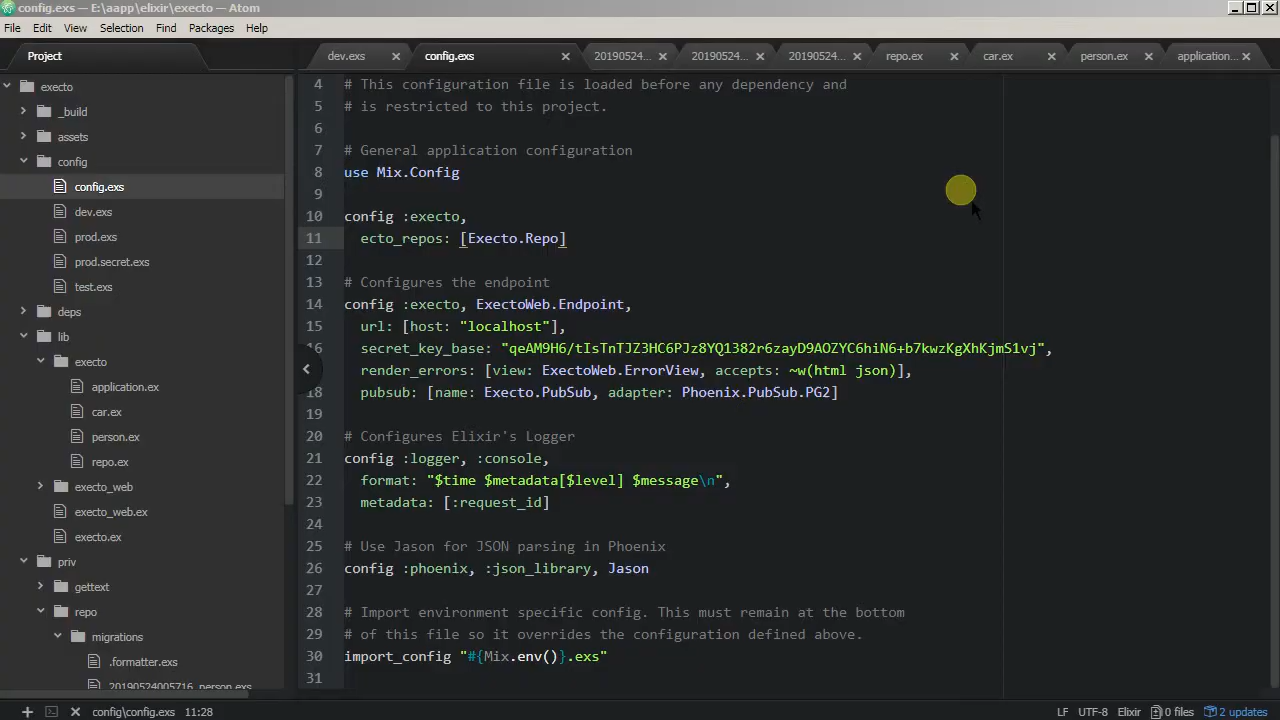 config.exs — E:\aapp\elixir\execto — Atom
File Edit View Selection Find Packages Help
Project
dev.exs
config.exs
20190524...
20190524...
20190524...
repo.ex
car.ex
person.ex
application...
execto
_build
assets
config
config.exs
dev.exs
prod.exs
prod.secret.exs
test.exs
deps
lib
execto
application.ex
car.ex
person.ex
repo.ex
execto_web
execto_web.ex
execto.ex
priv
gettext
repo
migrations
.formatter.exs
20190524005716_person.exs
4 # This configuration file is loaded before any dependency and
5 # is restricted to this project.
6
7 # General application configuration
8 use Mix.Config
9
10 config :execto,
11 ecto_repos: [Execto.Repo]
12
13 # Configures the endpoint
14 config :execto, ExectoWeb.Endpoint,
15 url: [host: "localhost"],
16 secret_key_base: "qeAM9H6/tIsTnTJZ3HC6PJz8YQ1382r6zayD9AOZYC6hiN6+b7kwzKgXhKjmS1vj",
17 render_errors: [view: ExectoWeb.ErrorView, accepts: ~w(html json)],
18 pubsub: [name: Execto.PubSub, adapter: Phoenix.PubSub.PG2]
19
20 # Configures Elixir's Logger
21 config :logger, :console,
22 format: "$time $metadata[$level] $message\n",
23 metadata: [:request_id]
24
25 # Use Jason for JSON parsing in Phoenix
26 config :phoenix, :json_library, Jason
27
28 # Import environment specific config. This must remain at the bottom
29 # of this file so it overrides the configuration defined above.
30 import_config "#{Mix.env()}.exs"
31
config\config.exs 11:28 LF UTF-8 Elixir 0 files 2 updates